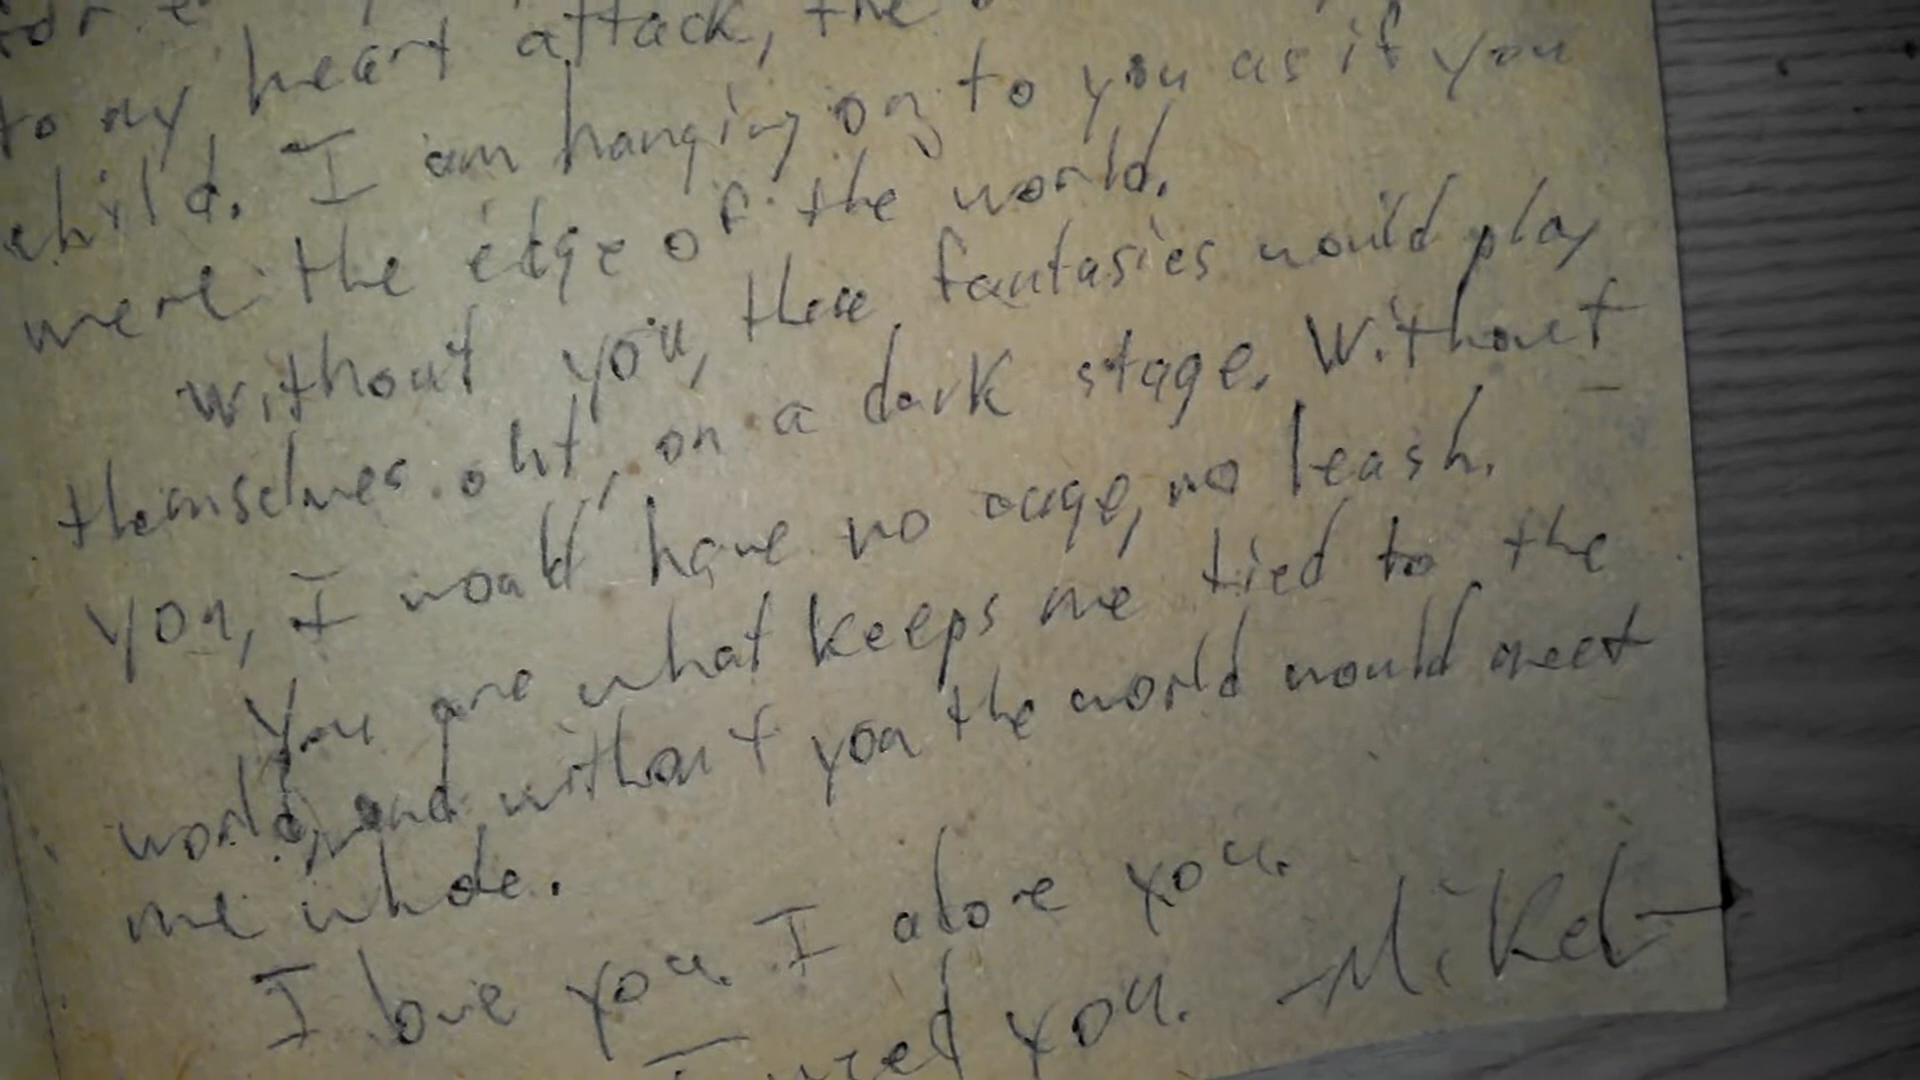 to my heart attack, the
child. I am hanging on to you as if you
were the edge of the world.
Without you, these fantasies would play
themselves out, on a dark stage. Without
you, I would have no cage, no leash.
You are what keeps me tied to the
world, and without you the world would meet
me whole.
I love you. I adore you.
I need you. -Mikel-